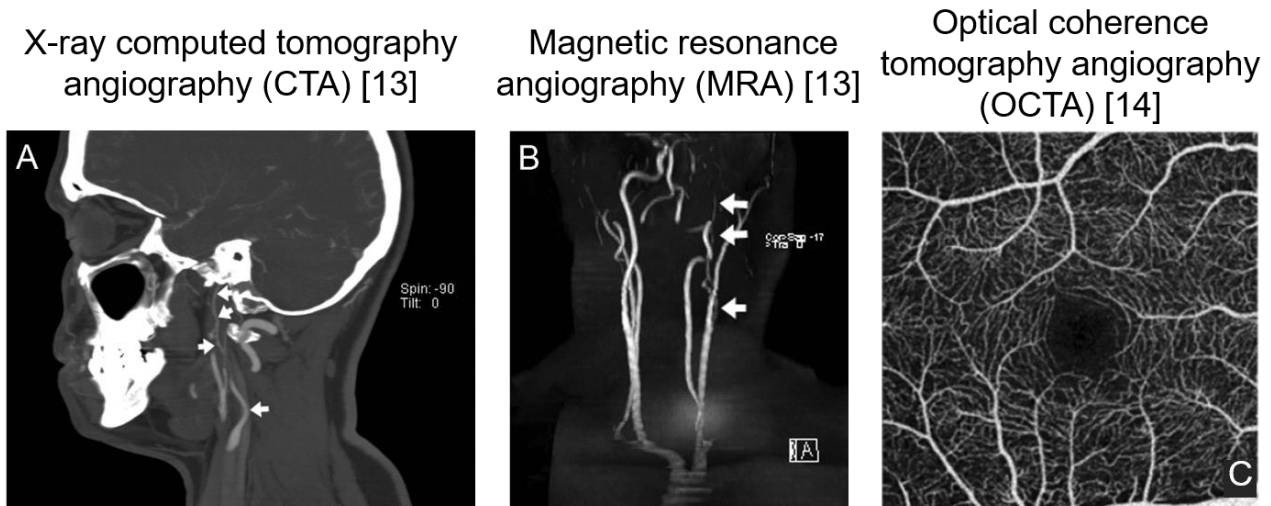 X-ray computed tomography
angiography (CTA) [13]
Magnetic resonance
angiography (MRA) [13]
Optical coherence
tomography angiography
(OCTA) [14]
A
Spin: -90
Tilt: 0
B
A
C